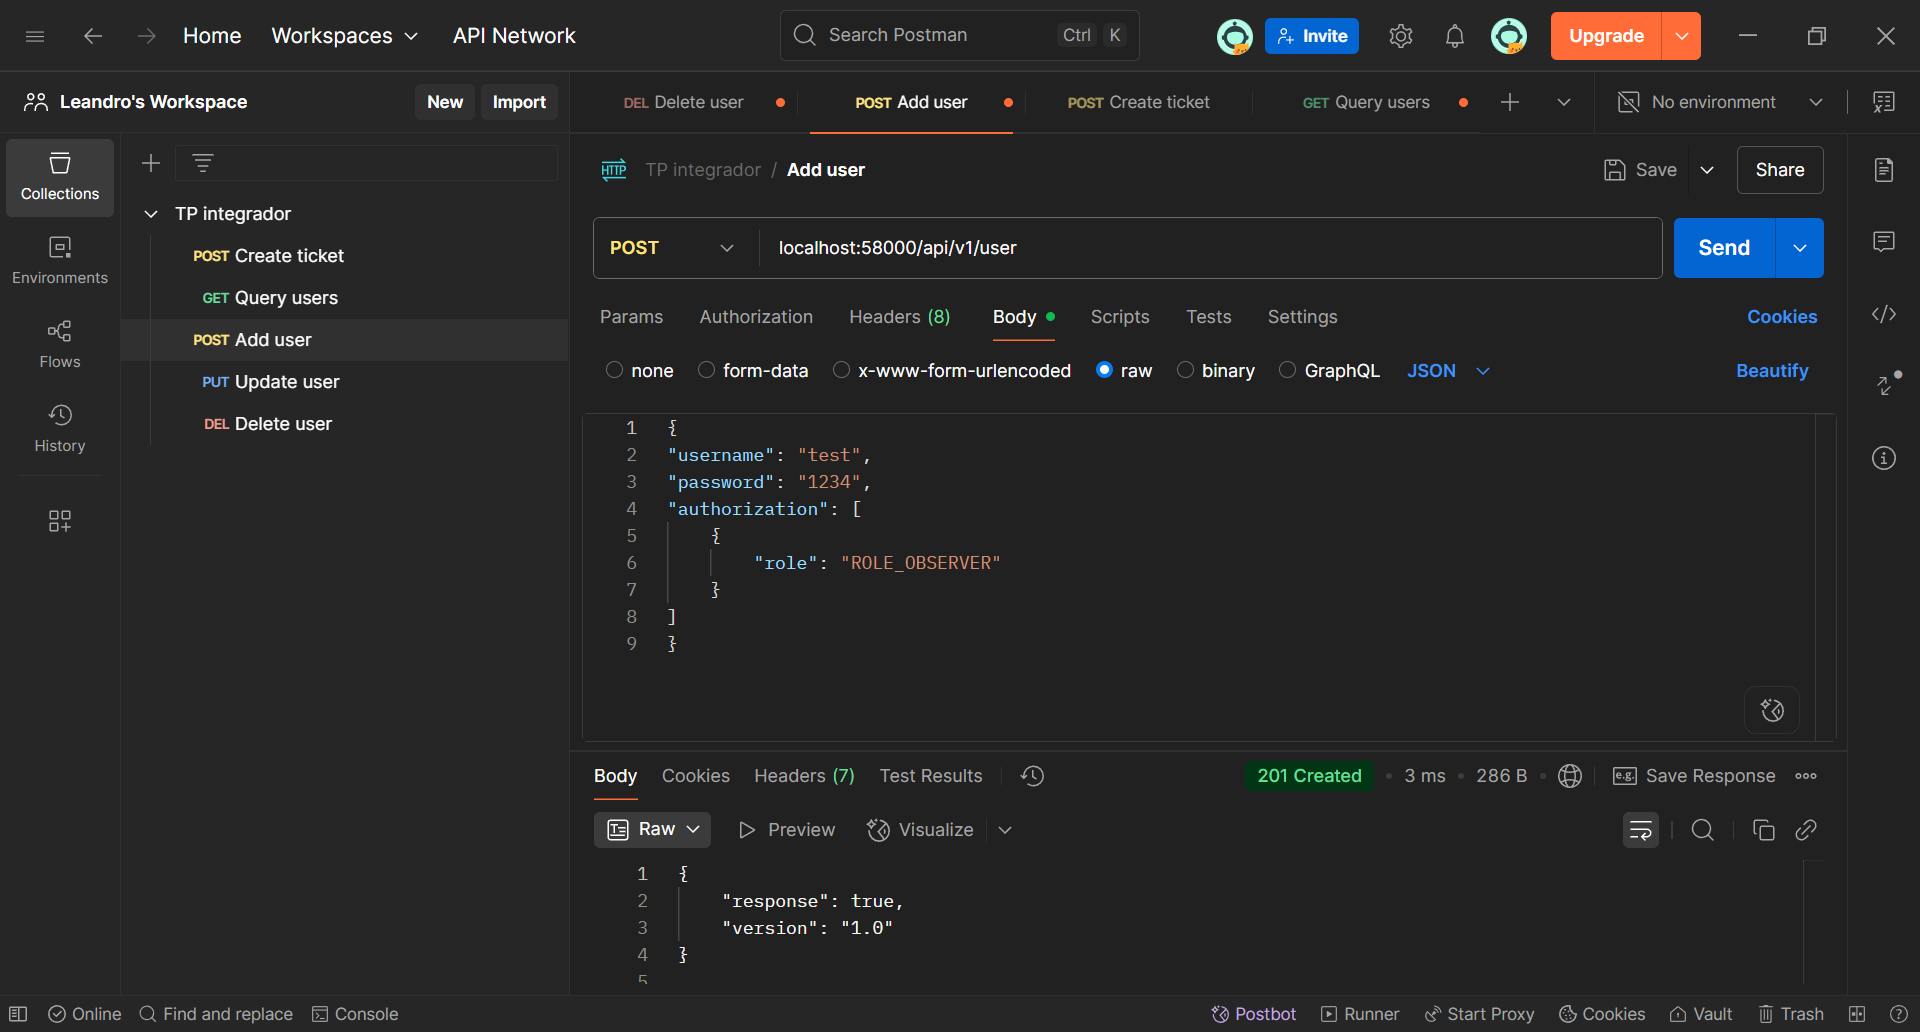 Home
Workspaces
API Network
Search Postman
Ctrl
K
Invite
Upgrade
Leandro's Workspace
New
Import
DEL Delete user
POST Add user
POST Create ticket
GET Query users
No environment
Collections
Environments
Flows
History
TP integrador
POST Create ticket
GET Query users
POST Add user
PUT Update user
DEL Delete user
HTTP
TP integrador / Add user
Save
Share
POST
localhost:58000/api/v1/user
Send
Params
Authorization
Headers (8)
Body
Scripts
Tests
Settings
Cookies
none
form-data
x-www-form-urlencoded
raw
binary
GraphQL
JSON
Beautify
1 {
2 "username": "test",
3 "password": "1234",
4 "authorization": [
5 {
6 "role": "ROLE_OBSERVER"
7 }
8 ]
9 }
Body
Cookies
Headers (7)
Test Results
201 Created
3 ms
286 B
e.g.
Save Response
Raw
Preview
Visualize
1 {
2 "response": true,
3 "version": "1.0"
4 }
5
Online
Find and replace
Console
Postbot
Runner
Start Proxy
Cookies
Vault
Trash